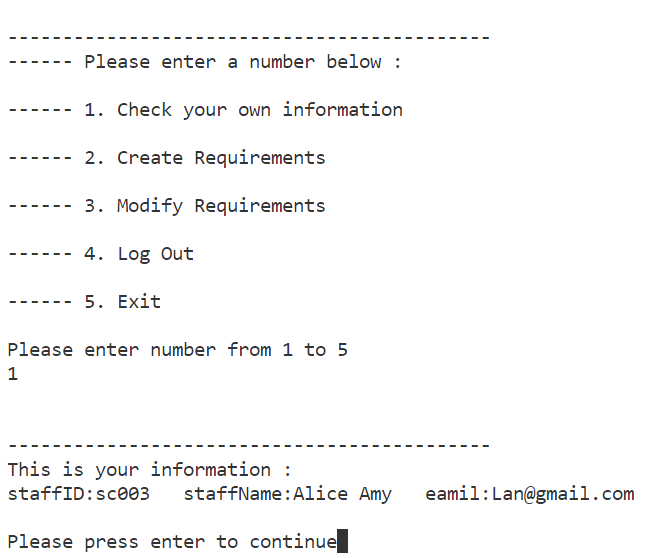 --------------------------------------------
------ Please enter a number below :
------ 1. Check your own information
------ 2. Create Requirements
------ 3. Modify Requirements
------ 4. Log Out
------ 5. Exit
Please enter number from 1 to 5
1
--------------------------------------------
This is your information :
staffID:sc003   staffName:Alice Amy   eamil:Lan@gmail.com
Please press enter to continue